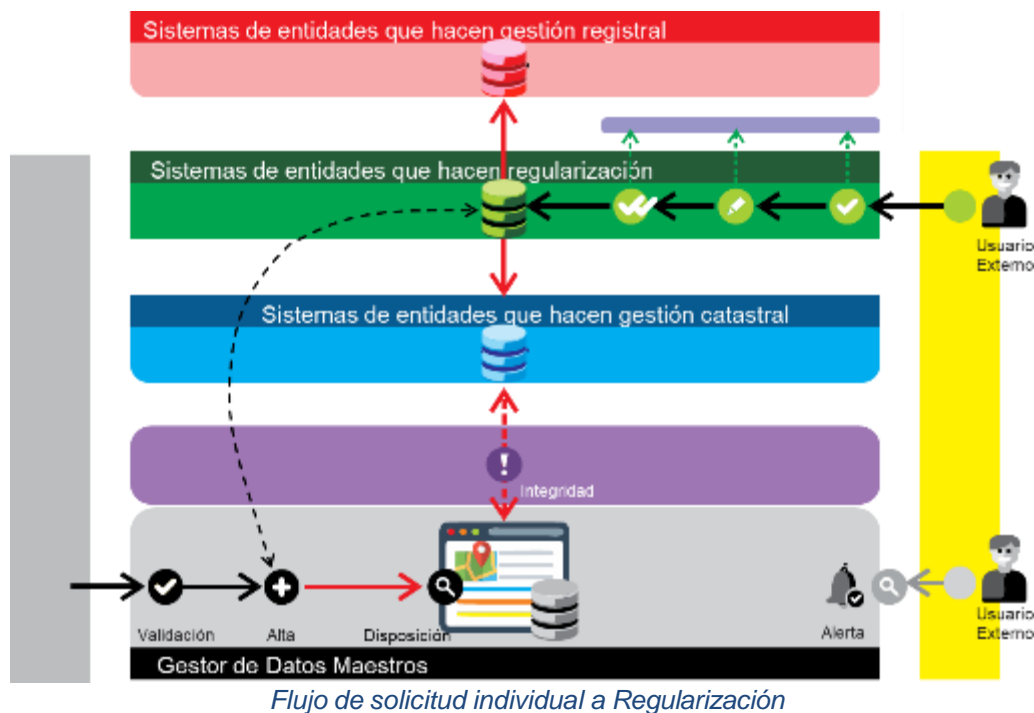 Sistemas de entidades que hacen gestión registral
Sistemas de entidades que hacen regularización
Usuario
Externo
Sistemas de entidades que hacen gestión catastral
Integridad
Validación
Alta
Disposición
Alerta
Usuario
Externo
Gestor de Datos Maestros
Flujo de solicitud individual a Regularización